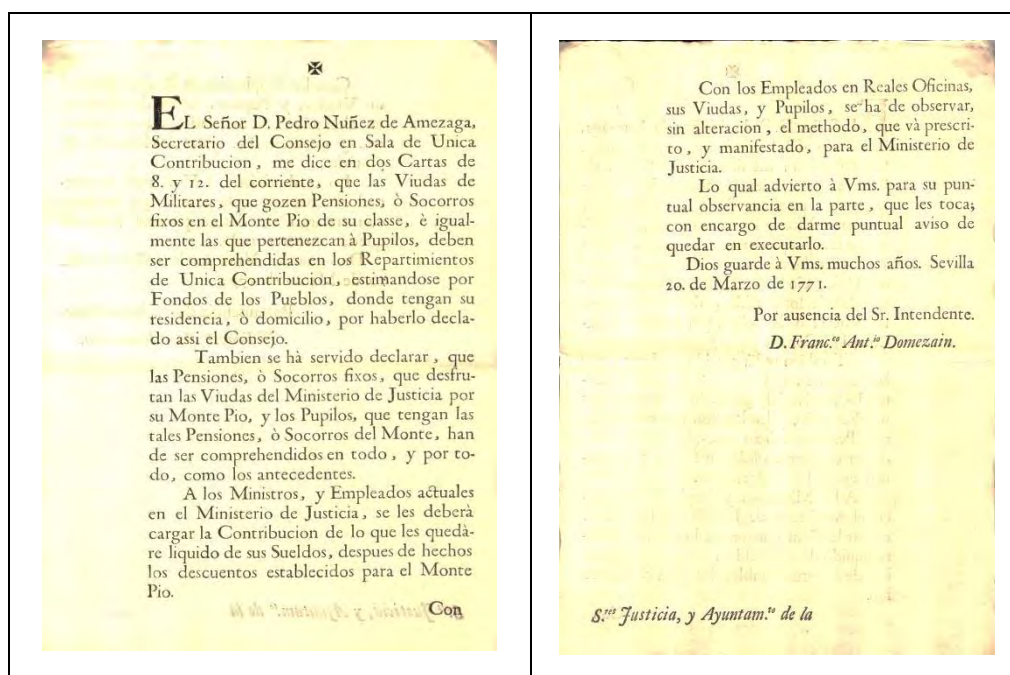 EL Señor D. Pedro Nuñez de Amezaga,
Secretario del Consejo en Sala de Unica
Contribucion, me dice en dos Cartas de
8. y 12. del corriente, que las Viudas de
Militares, que gozen Pensiones, ò Socorros
fixos en el Monte Pio de su classe, è igual-
mente las que pertenezcan à Pupilos, deben
ser comprehendidas en los Repartimientos
de Unica Contribucion, estimandose por
Fondos de los Pueblos, donde tengan su
residencia, ò domicilio, por haberlo decla-
do assi el Consejo.
Tambien se hà servido declarar, que
las Pensiones, ò Socorros fixos, que desfru-
tan las Viudas del Ministerio de Justicia por
su Monte Pio, y los Pupilos, que tengan las
tales Pensiones, ò Socorros del Monte, han
de ser comprehendidos en todo, y por to-
do, como los antecedentes.
A los Ministros, y Empleados actuales
en el Ministerio de Justicia, se les deberà
cargar la Contribucion de lo que les quedà-
re liquido de sus Sueldos, despues de hechos
los descuentos establecidos para el Monte
Pio.
Con
Con los Empleados en Reales Oficinas,
sus Viudas, y Pupilos, se ha de observar,
sin alteracion, el methodo, que và prescri-
to, y manifestado, para el Ministerio de
Justicia.
Lo qual advierto à Vms. para su pun-
tual observancia en la parte, que les toca;
con encargo de darme puntual aviso de
quedar en executarlo.
Dios guarde à Vms. muchos años. Sevilla
20. de Marzo de 1771.
Por ausencia del Sr. Intendente.
D. Franc.co Ant.io Domezain.
S.res Justicia, y Ayuntam.to de la